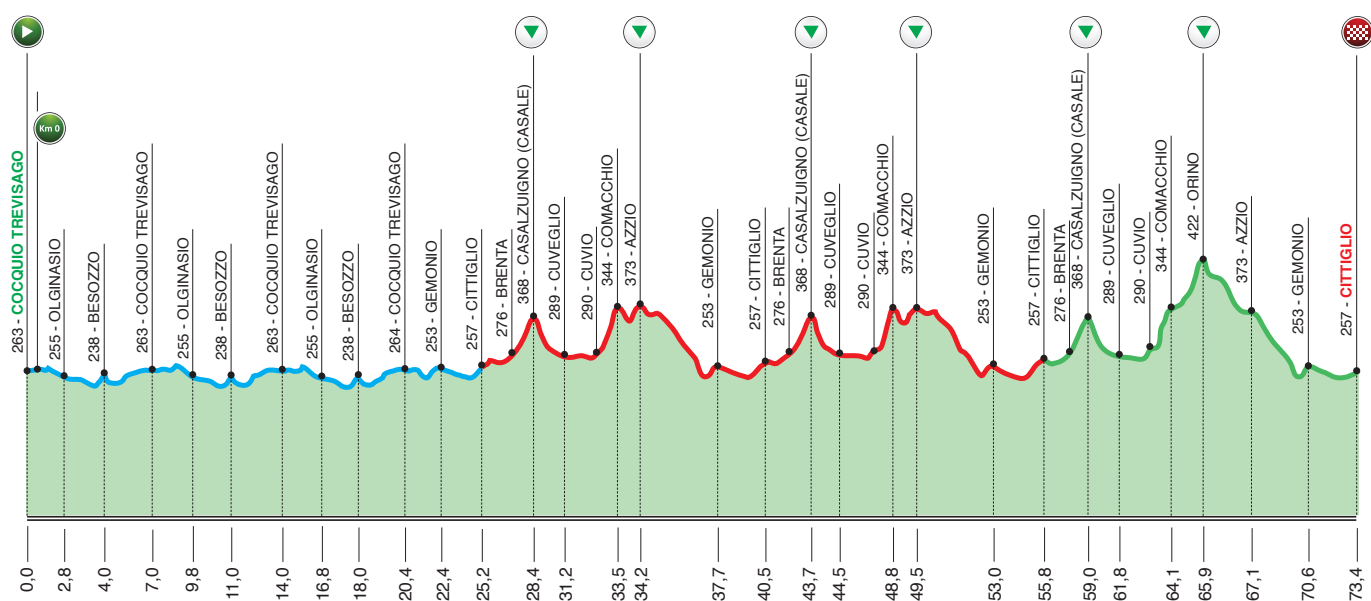 Km 0
263 - COCQUIO TREVISAGO
255 - OLGINASIO
238 - BESOZZO
263 - COCQUIO TREVISAGO
255 - OLGINASIO
238 - BESOZZO
263 - COCQUIO TREVISAGO
255 - OLGINASIO
238 - BESOZZO
264 - COCQUIO TREVISAGO
253 - GEMONIO
257 - CITTIGLIO
276 - BRENTA
368 - CASALZUIGNO (CASALE)
289 - CUVEGLIO
290 - CUVIO
344 - COMACCHIO
373 - AZZIO
253 - GEMONIO
257 - CITTIGLIO
276 - BRENTA
368 - CASALZUIGNO (CASALE)
289 - CUVEGLIO
290 - CUVIO
344 - COMACCHIO
373 - AZZIO
253 - GEMONIO
257 - CITTIGLIO
276 - BRENTA
368 - CASALZUIGNO (CASALE)
289 - CUVEGLIO
290 - CUVIO
344 - COMACCHIO
422 - ORINO
373 - AZZIO
253 - GEMONIO
257 - CITTIGLIO
0,0
2,8
4,0
7,0
9,8
11,0
14,0
16,8
18,0
20,4
22,4
25,2
28,4
31,2
33,5
34,2
37,7
40,5
43,7
44,5
48,8
49,5
53,0
55,8
59,0
61,8
64,1
65,9
67,1
70,6
73,4